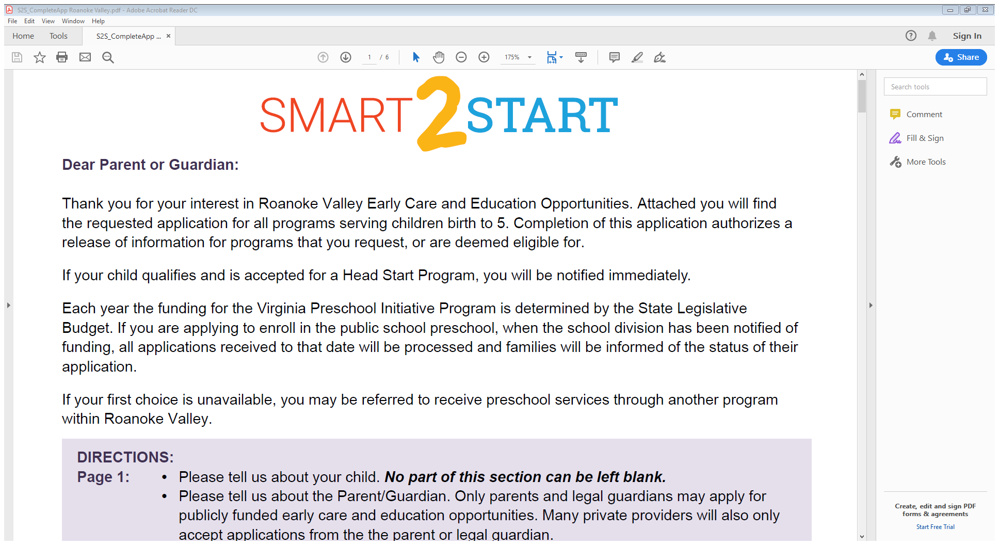 S2S_CompleteApp Roanoke Valley.pdf - Adobe Acrobat Reader DC
File Edit View Window Help
Home Tools S2S_CompleteApp ... × Sign In
1 / 6 175% Share
SMART2START
Dear Parent or Guardian:
Thank you for your interest in Roanoke Valley Early Care and Education Opportunities. Attached you will find
the requested application for all programs serving children birth to 5. Completion of this application authorizes a
release of information for programs that you request, or are deemed eligible for.
If your child qualifies and is accepted for a Head Start Program, you will be notified immediately.
Each year the funding for the Virginia Preschool Initiative Program is determined by the State Legislative
Budget. If you are applying to enroll in the public school preschool, when the school division has been notified of
funding, all applications received to that date will be processed and families will be informed of the status of their
application.
If your first choice is unavailable, you may be referred to receive preschool services through another program
within Roanoke Valley.
DIRECTIONS:
Page 1: • Please tell us about your child. No part of this section can be left blank.
• Please tell us about the Parent/Guardian. Only parents and legal guardians may apply for
publicly funded early care and education opportunities. Many private providers will also only
accept applications from the the parent or legal guardian.
Search tools
Comment
Fill & Sign
More Tools
Create, edit and sign PDF
forms & agreements
Start Free Trial